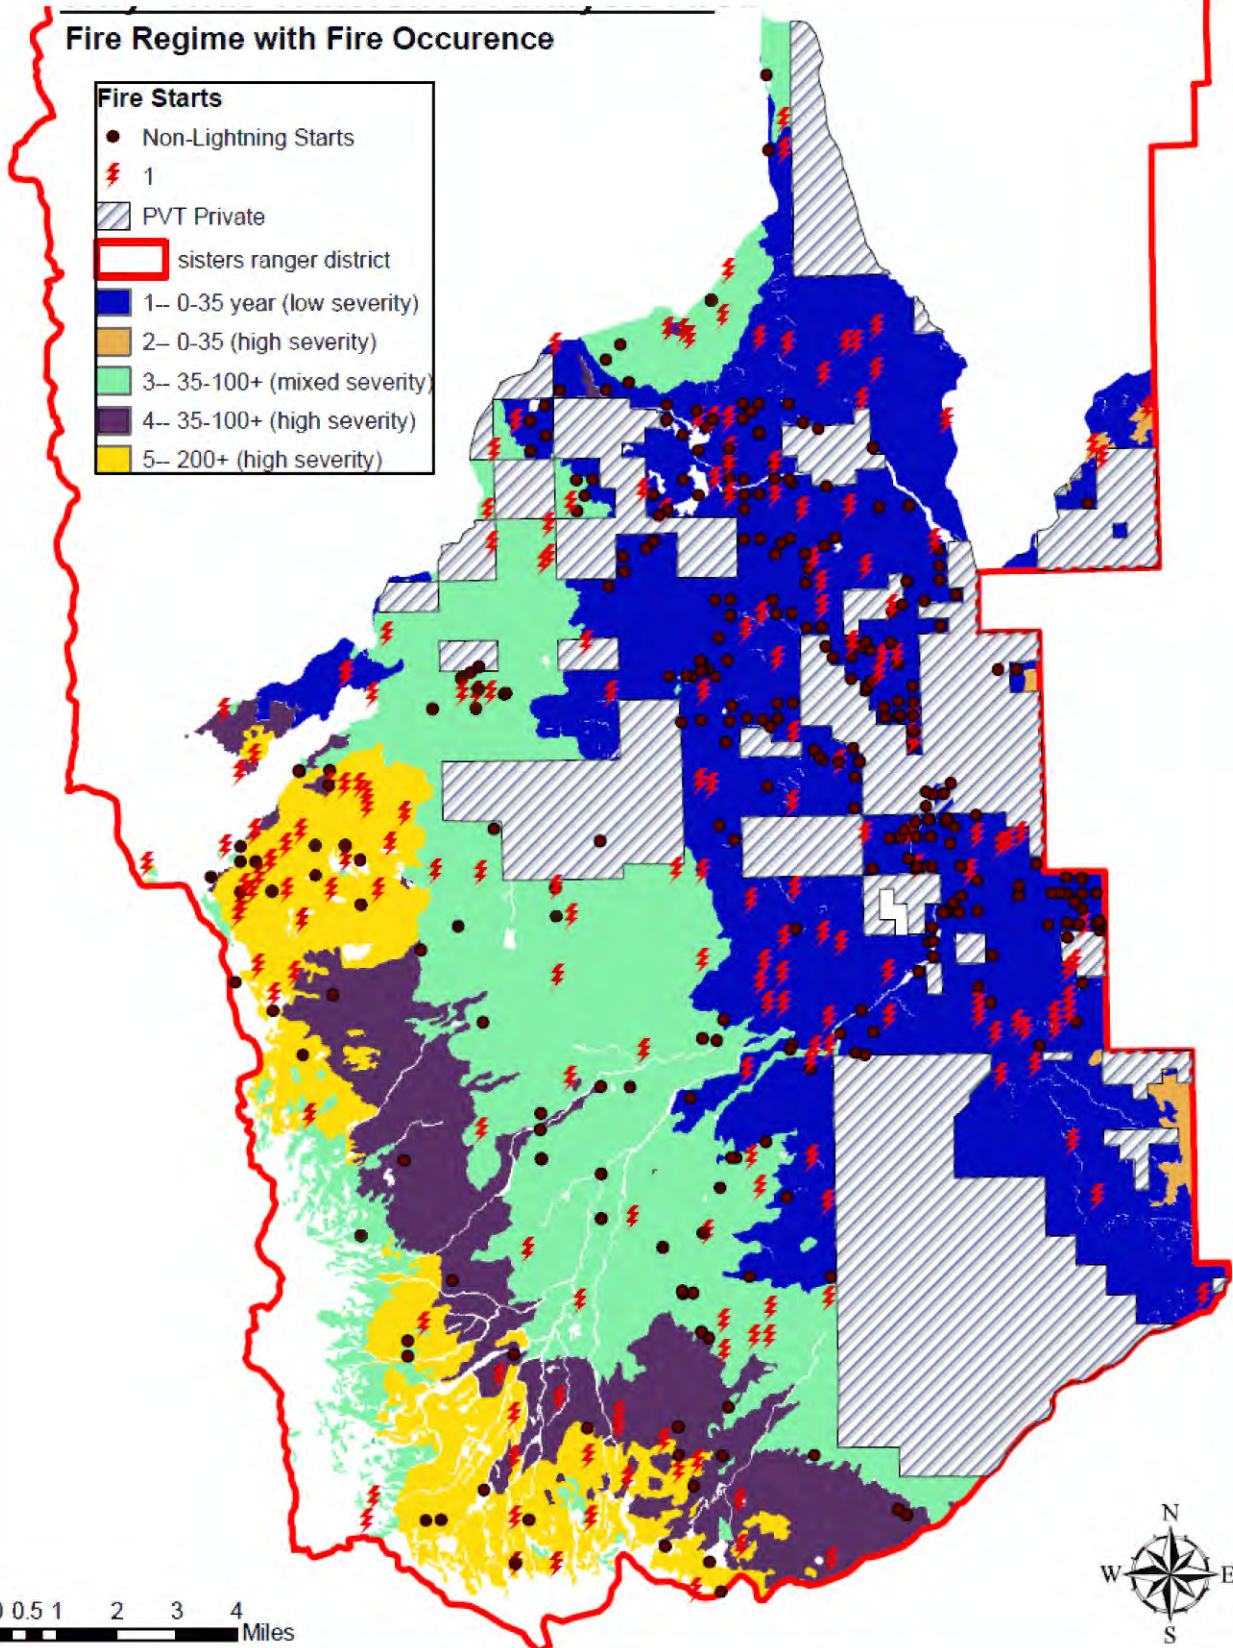 Fire Regime with Fire Occurence
Fire Starts
Non-Lightning Starts
1
PVT Private
sisters ranger district
1-- 0-35 year (low severity)
2-- 0-35 (high severity)
3-- 35-100+ (mixed severity)
4-- 35-100+ (high severity)
5-- 200+ (high severity)
N
W E
S
0 0.5 1 2 3 4
Miles